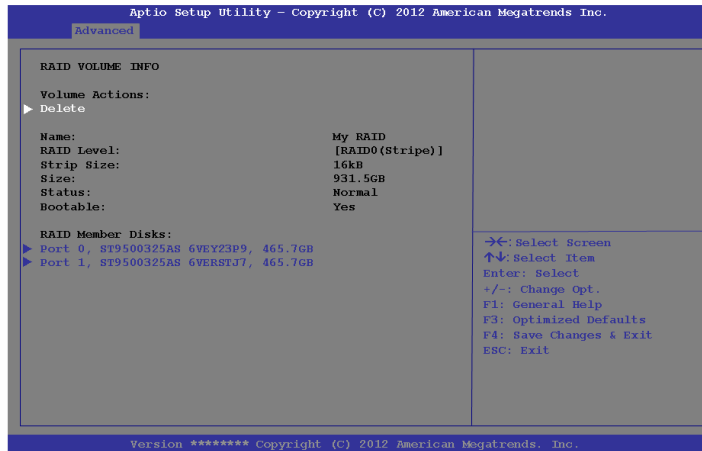 Aptio Setup Utility – Copyright (C) 2012 American Megatrends Inc.
Advanced
RAID VOLUME INFO
Volume Actions:
Delete
Name: My RAID
RAID Level: [RAID0(Stripe)]
Strip Size: 16kB
Size: 931.5GB
Status: Normal
Bootable: Yes
RAID Member Disks:
Port 0, ST9500325AS 6VEY23P9, 465.7GB
Port 1, ST9500325AS 6VERSTJ7, 465.7GB
→←: Select Screen
↑↓: Select Item
Enter: Select
+/-: Change Opt.
F1: General Help
F3: Optimized Defaults
F4: Save Changes & Exit
ESC: Exit
Version ******** Copyright (C) 2012 American Megatrends. Inc.